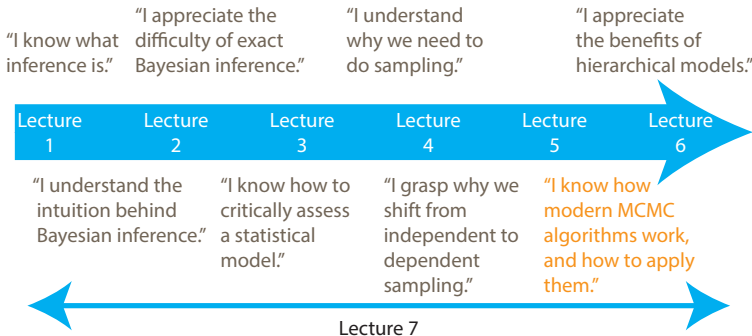 “I know what
inference is.”
“I appreciate the
difficulty of exact
Bayesian inference.”
“I understand
why we need to
do sampling.”
“I appreciate
the benefits of
hierarchical models.”
Lecture
1
Lecture
2
Lecture
3
Lecture
4
Lecture
5
Lecture
6
“I understand the
intuition behind
Bayesian inference.”
“I know how to
critically assess
a statistical
model.”
“I grasp why we
shift from
independent to
dependent
sampling.”
“I know how
modern MCMC
algorithms work,
and how to apply
them.”
Lecture 7